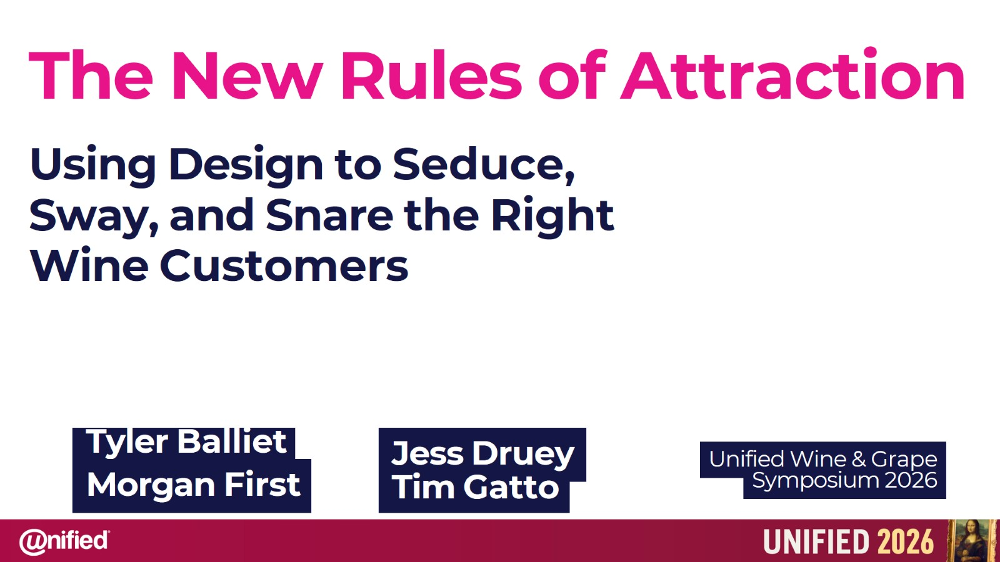 The New Rules of Attraction
Using Design to Seduce,
Sway, and Snare the Right
Wine Customers
Tyler Balliet
Morgan First
Jess Druey
Tim Gatto
Unified Wine & Grape
Symposium 2026
unified
UNIFIED 2026